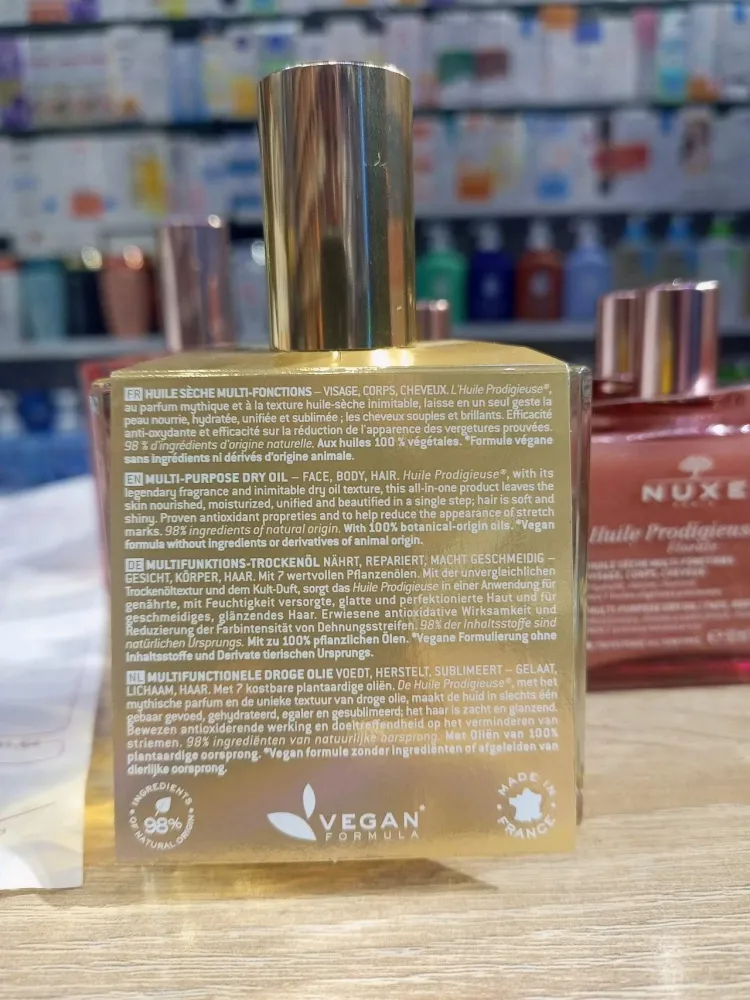 FR HUILE SÈCHE MULTI-FONCTIONS – VISAGE, CORPS, CHEVEUX. L'Huile Prodigieuse®,
au parfum mythique et à la texture huile-sèche inimitable, laisse en un seul geste la
peau nourrie, hydratée, unifiée et sublimée ; les cheveux souples et brillants. Efficacité
anti-oxydante et efficacité sur la réduction de l'apparence des vergetures prouvées.
98 % d'ingrédients d'origine naturelle. Aux huiles 100 % végétales. *Formule végane
sans ingrédients ni dérivés d'origine animale.
EN MULTI-PURPOSE DRY OIL – FACE, BODY, HAIR. Huile Prodigieuse®, with its
legendary fragrance and inimitable dry oil texture, this all-in-one product leaves the
skin nourished, moisturized, unified and beautified in a single step; hair is soft and
shiny. Proven antioxidant propreties and to help reduce the appearance of stretch
marks. 98% ingredients of natural origin. With 100% botanical-origin oils. *Vegan
formula without ingredients or derivatives of animal origin.
DE MULTIFUNKTIONS-TROCKENÖL NÄHRT, REPARIERT, MACHT GESCHMEIDIG –
GESICHT, KÖRPER, HAAR. Mit 7 wertvollen Pflanzenölen. Mit der unvergleichlichen
Trockenöltextur und dem Kult-Duft, sorgt das Huile Prodigieuse® in einer Anwendung für
genährte, mit Feuchtigkeit versorgte, glatte und perfektionierte Haut und für
geschmeidiges, glänzendes Haar. Erwiesene antioxidative Wirksamkeit und
Reduzierung der Farbintensität von Dehnungsstreifen. 98% der Inhaltsstoffe sind
natürlichen Ursprungs. Mit zu 100% pflanzlichen Ölen. *Vegane Formulierung ohne
Inhaltsstoffe und Derivate tierischen Ursprungs.
NL MULTIFUNCTIONELE DROGE OLIE VOEDT, HERSTELT, SUBLIMEERT – GELAAT,
LICHAAM, HAAR. Met 7 kostbare plantaardige oliën. De Huile Prodigieuse®, met het
mythische parfum en de unieke textuur van droge olie, maakt de huid in slechts één
gebaar gevoed, gehydrateerd, egaler en gesublimeerd; het haar is zacht en glanzend.
Bewezen antioxiderende werking en doeltreffendheid op het verminderen van
striemen. 98% ingrediënten van natuurlijke oorsprong. Met Oliën van 100%
plantaardige oorsprong. *Vegan formule zonder ingrediënten of afgeleiden van
dierlijke oorsprong.
INGREDIENTS
98%
OF NATURAL ORIGIN
VEGAN*
FORMULA
MADE IN
FRANCE
NUXE
Huile Prodigieuse
Florale